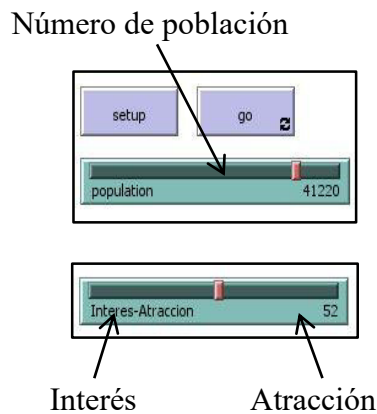 Número de población
setup go
population 41220
Interes-Atraccion 52
Interés Atracción